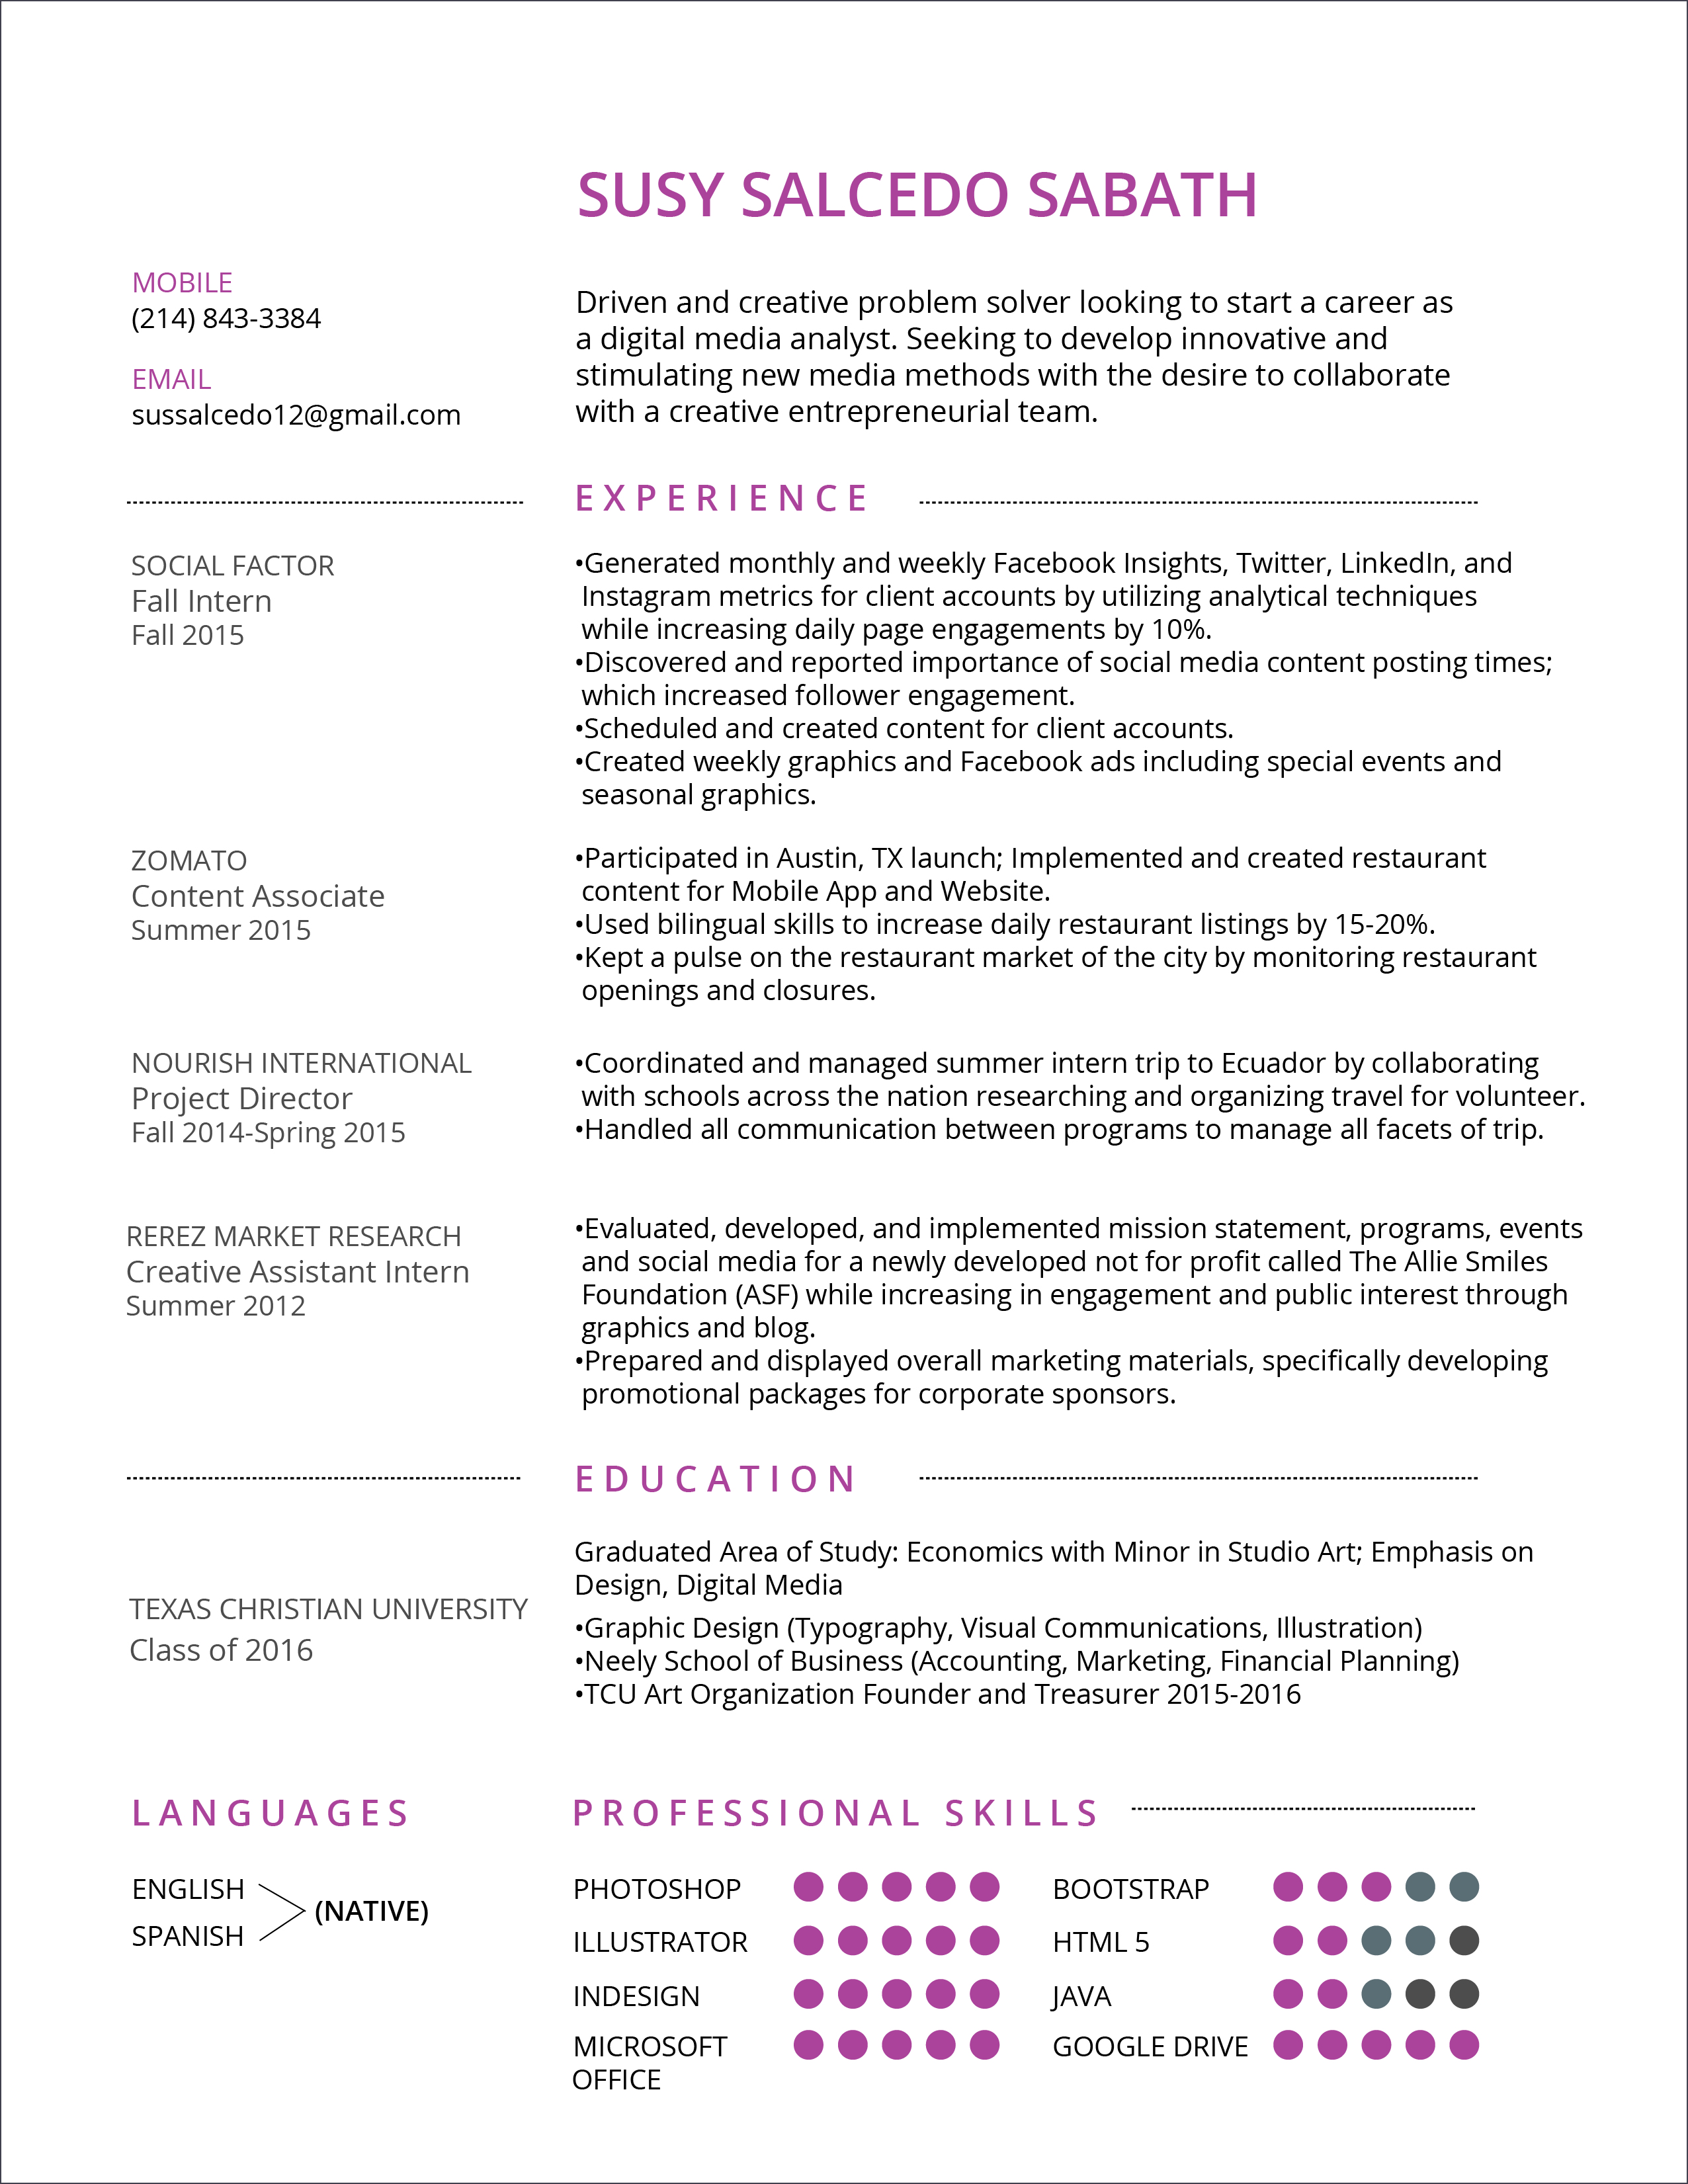 SUSY SALCEDO SABATH
MOBILE
(214) 843-3384
EMAIL
sussalcedo12@gmail.com
Driven and creative problem solver looking to start a career as
a digital media analyst. Seeking to develop innovative and
stimulating new media methods with the desire to collaborate
with a creative entrepreneurial team.
EXPERIENCE
SOCIAL FACTOR
Fall Intern
Fall 2015
•Generated monthly and weekly Facebook Insights, Twitter, LinkedIn, and
Instagram metrics for client accounts by utilizing analytical techniques
while increasing daily page engagements by 10%.
•Discovered and reported importance of social media content posting times;
which increased follower engagement.
•Scheduled and created content for client accounts.
•Created weekly graphics and Facebook ads including special events and
seasonal graphics.
ZOMATO
Content Associate
Summer 2015
•Participated in Austin, TX launch; Implemented and created restaurant
content for Mobile App and Website.
•Used bilingual skills to increase daily restaurant listings by 15-20%.
•Kept a pulse on the restaurant market of the city by monitoring restaurant
openings and closures.
NOURISH INTERNATIONAL
Project Director
Fall 2014-Spring 2015
•Coordinated and managed summer intern trip to Ecuador by collaborating
with schools across the nation researching and organizing travel for volunteer.
•Handled all communication between programs to manage all facets of trip.
REREZ MARKET RESEARCH
Creative Assistant Intern
Summer 2012
•Evaluated, developed, and implemented mission statement, programs, events
and social media for a newly developed not for profit called The Allie Smiles
Foundation (ASF) while increasing in engagement and public interest through
graphics and blog.
•Prepared and displayed overall marketing materials, specifically developing
promotional packages for corporate sponsors.
EDUCATION
TEXAS CHRISTIAN UNIVERSITY
Class of 2016
Graduated Area of Study: Economics with Minor in Studio Art; Emphasis on
Design, Digital Media
•Graphic Design (Typography, Visual Communications, Illustration)
•Neely School of Business (Accounting, Marketing, Financial Planning)
•TCU Art Organization Founder and Treasurer 2015-2016
LANGUAGES
ENGLISH
SPANISH
(NATIVE)
PROFESSIONAL SKILLS
PHOTOSHOP
ILLUSTRATOR
INDESIGN
MICROSOFT
OFFICE
BOOTSTRAP
HTML 5
JAVA
GOOGLE DRIVE